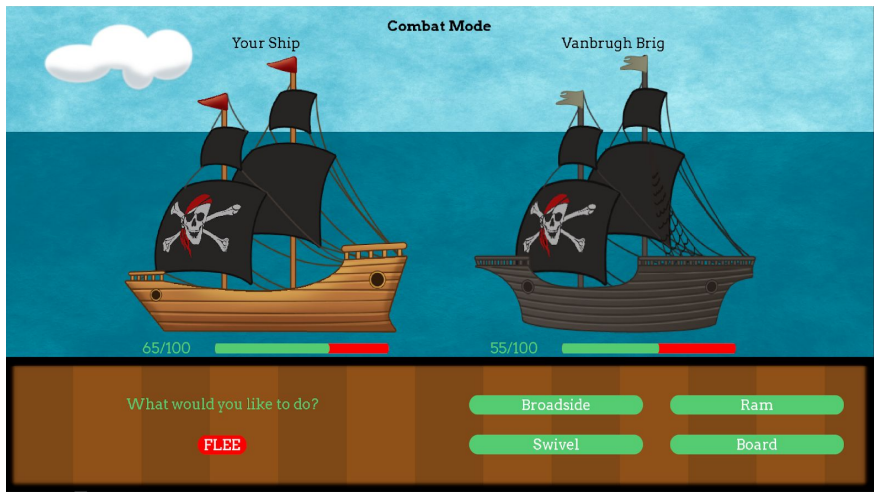 Combat Mode
Your Ship
Vanbrugh Brig
65/100
55/100
What would you like to do?
FLEE
Broadside
Ram
Swivel
Board